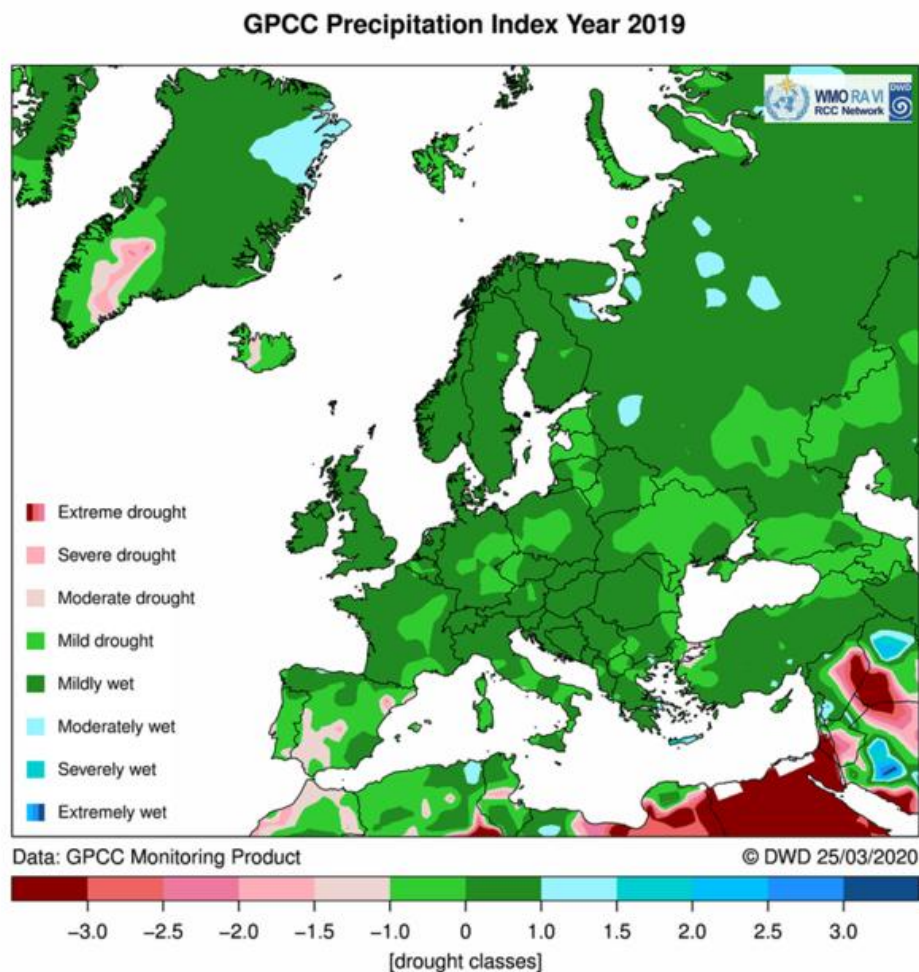 GPCC Precipitation Index Year 2019
WMO RA VI
RCC Network
DWD
Extreme drought
Severe drought
Moderate drought
Mild drought
Mildly wet
Moderately wet
Severely wet
Extremely wet
Data: GPCC Monitoring Product
© DWD 25/03/2020
−3.0 −2.5 −2.0 −1.5 −1.0 0 1.0 1.5 2.0 2.5 3.0
[drought classes]